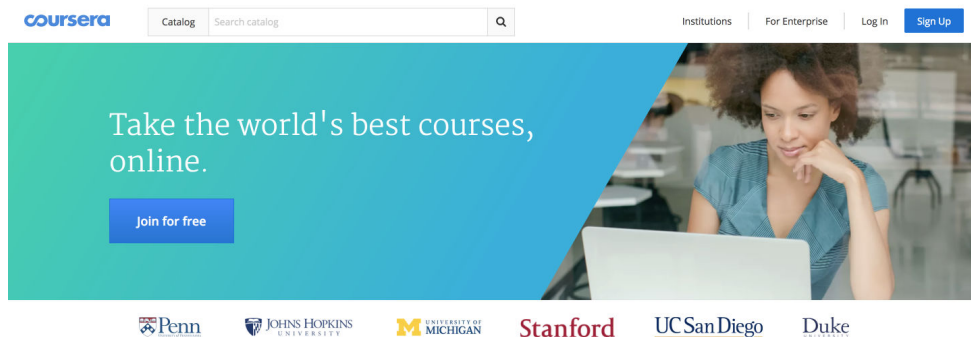 coursera
Catalog
Search catalog
Institutions
For Enterprise
Log In
Sign Up
Take the world's best courses,
online.
Join for free
Penn
JOHNS HOPKINS
UNIVERSITY
M UNIVERSITY OF
MICHIGAN
Stanford
UC San Diego
Duke
UNIVERSITY